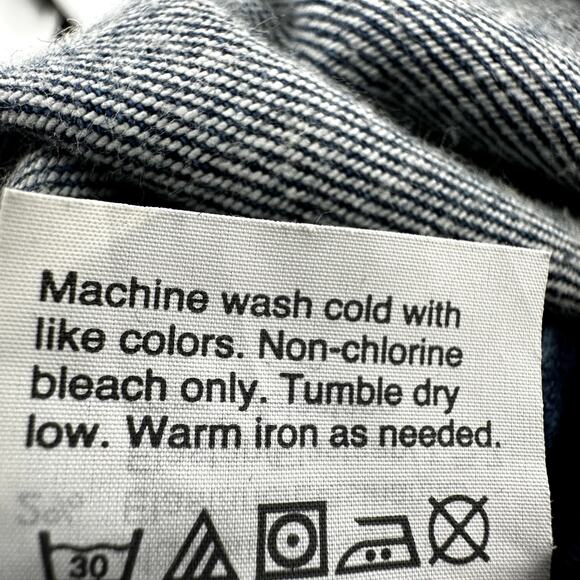 Machine wash cold with
like colors. Non-chlorine
bleach only. Tumble dry
low. Warm iron as needed.
30